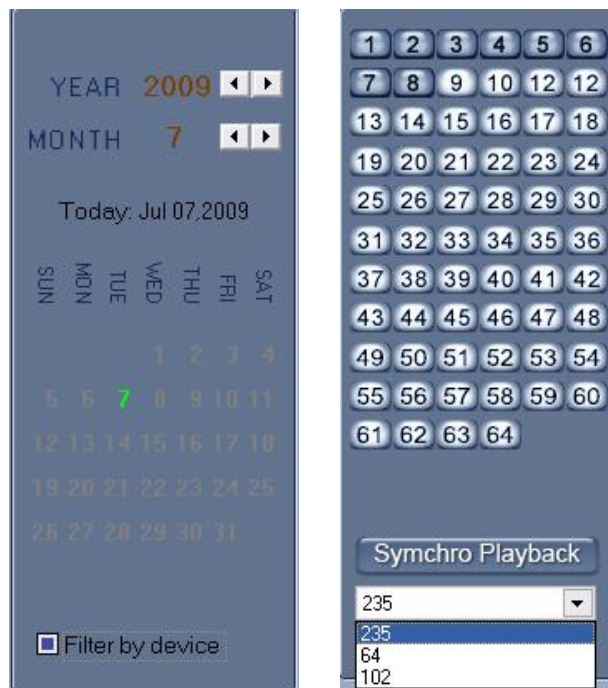 YEAR 2009
MONTH 7
Today: Jul 07,2009
SUN MON TUE WED THU FRI SAT
1 2 3 4
5 6 7 8 9 10 11
12 13 14 15 16 17 18
19 20 21 22 23 24 25
26 27 28 29 30 31
Filter by device
1 2 3 4 5 6
7 8 9 10 12 12
13 14 15 16 17 18
19 20 21 22 23 24
25 26 27 28 29 30
31 32 33 34 35 36
37 38 39 40 41 42
43 44 45 46 47 48
49 50 51 52 53 54
55 56 57 58 59 60
61 62 63 64
Symchro Playback
235
235
64
102